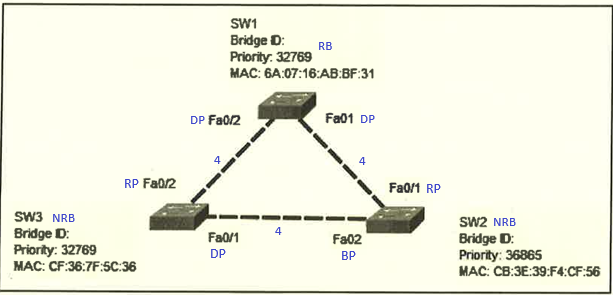 SW1
Bridge ID: RB
Priority: 32769
MAC: 6A:07:16:AB:BF:31
DP Fa0/2 Fa01 DP
4 4
RP Fa0/2 Fa0/1 RP
SW3 NRB
Bridge ID:
Priority: 32769
MAC: CF:36:7F:5C:36
Fa0/1 4 Fa02
DP BP
SW2 NRB
Bridge ID:
Priority: 36865
MAC: CB:3E:39:F4:CF:56